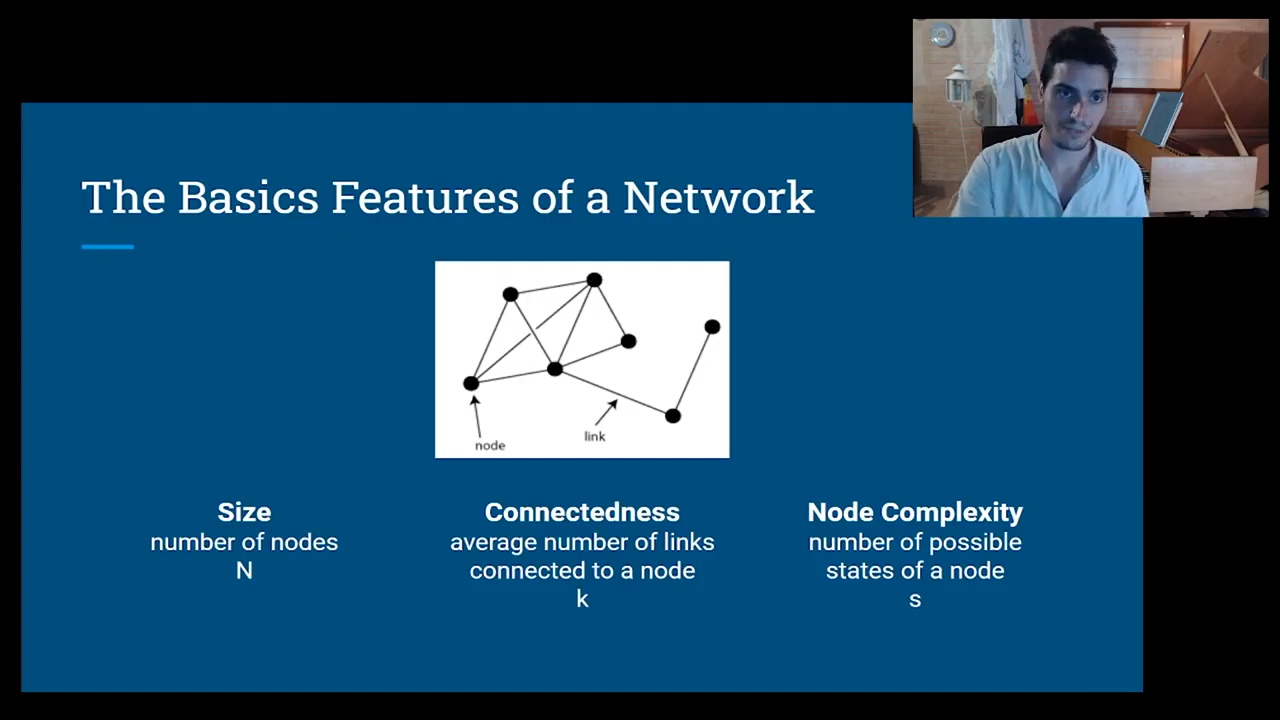 The Basics Features of a Network
node
link
Size
number of nodes
N
Connectedness
average number of links
connected to a node
k
Node Complexity
number of possible
states of a node
s